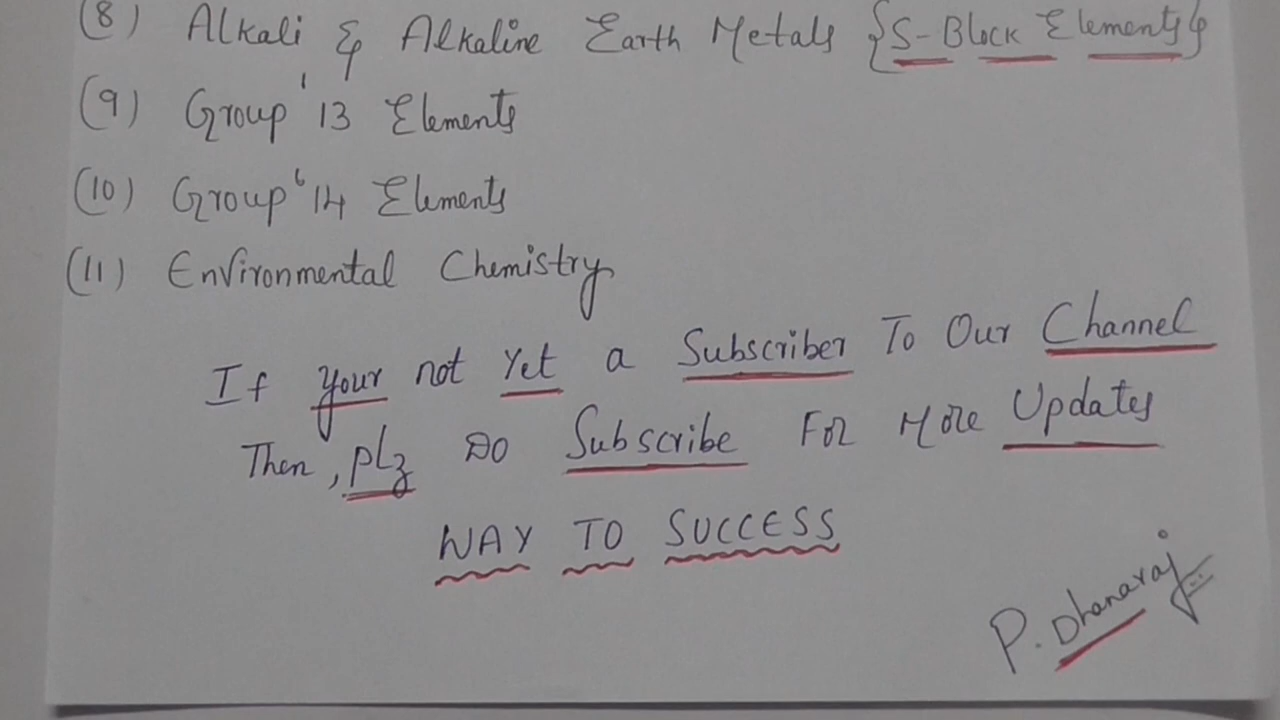 (8) Alkali & Alkaline Earth Metals {S-Block Elements}
(9) Group '13 Elements
(10) Group '14 Elements
(11) Environmental Chemistry
If your not Yet a Subscriber To Our Channel
Then, plz Do Subscribe For More Updates
WAY TO SUCCESS
P. Dhanaraj